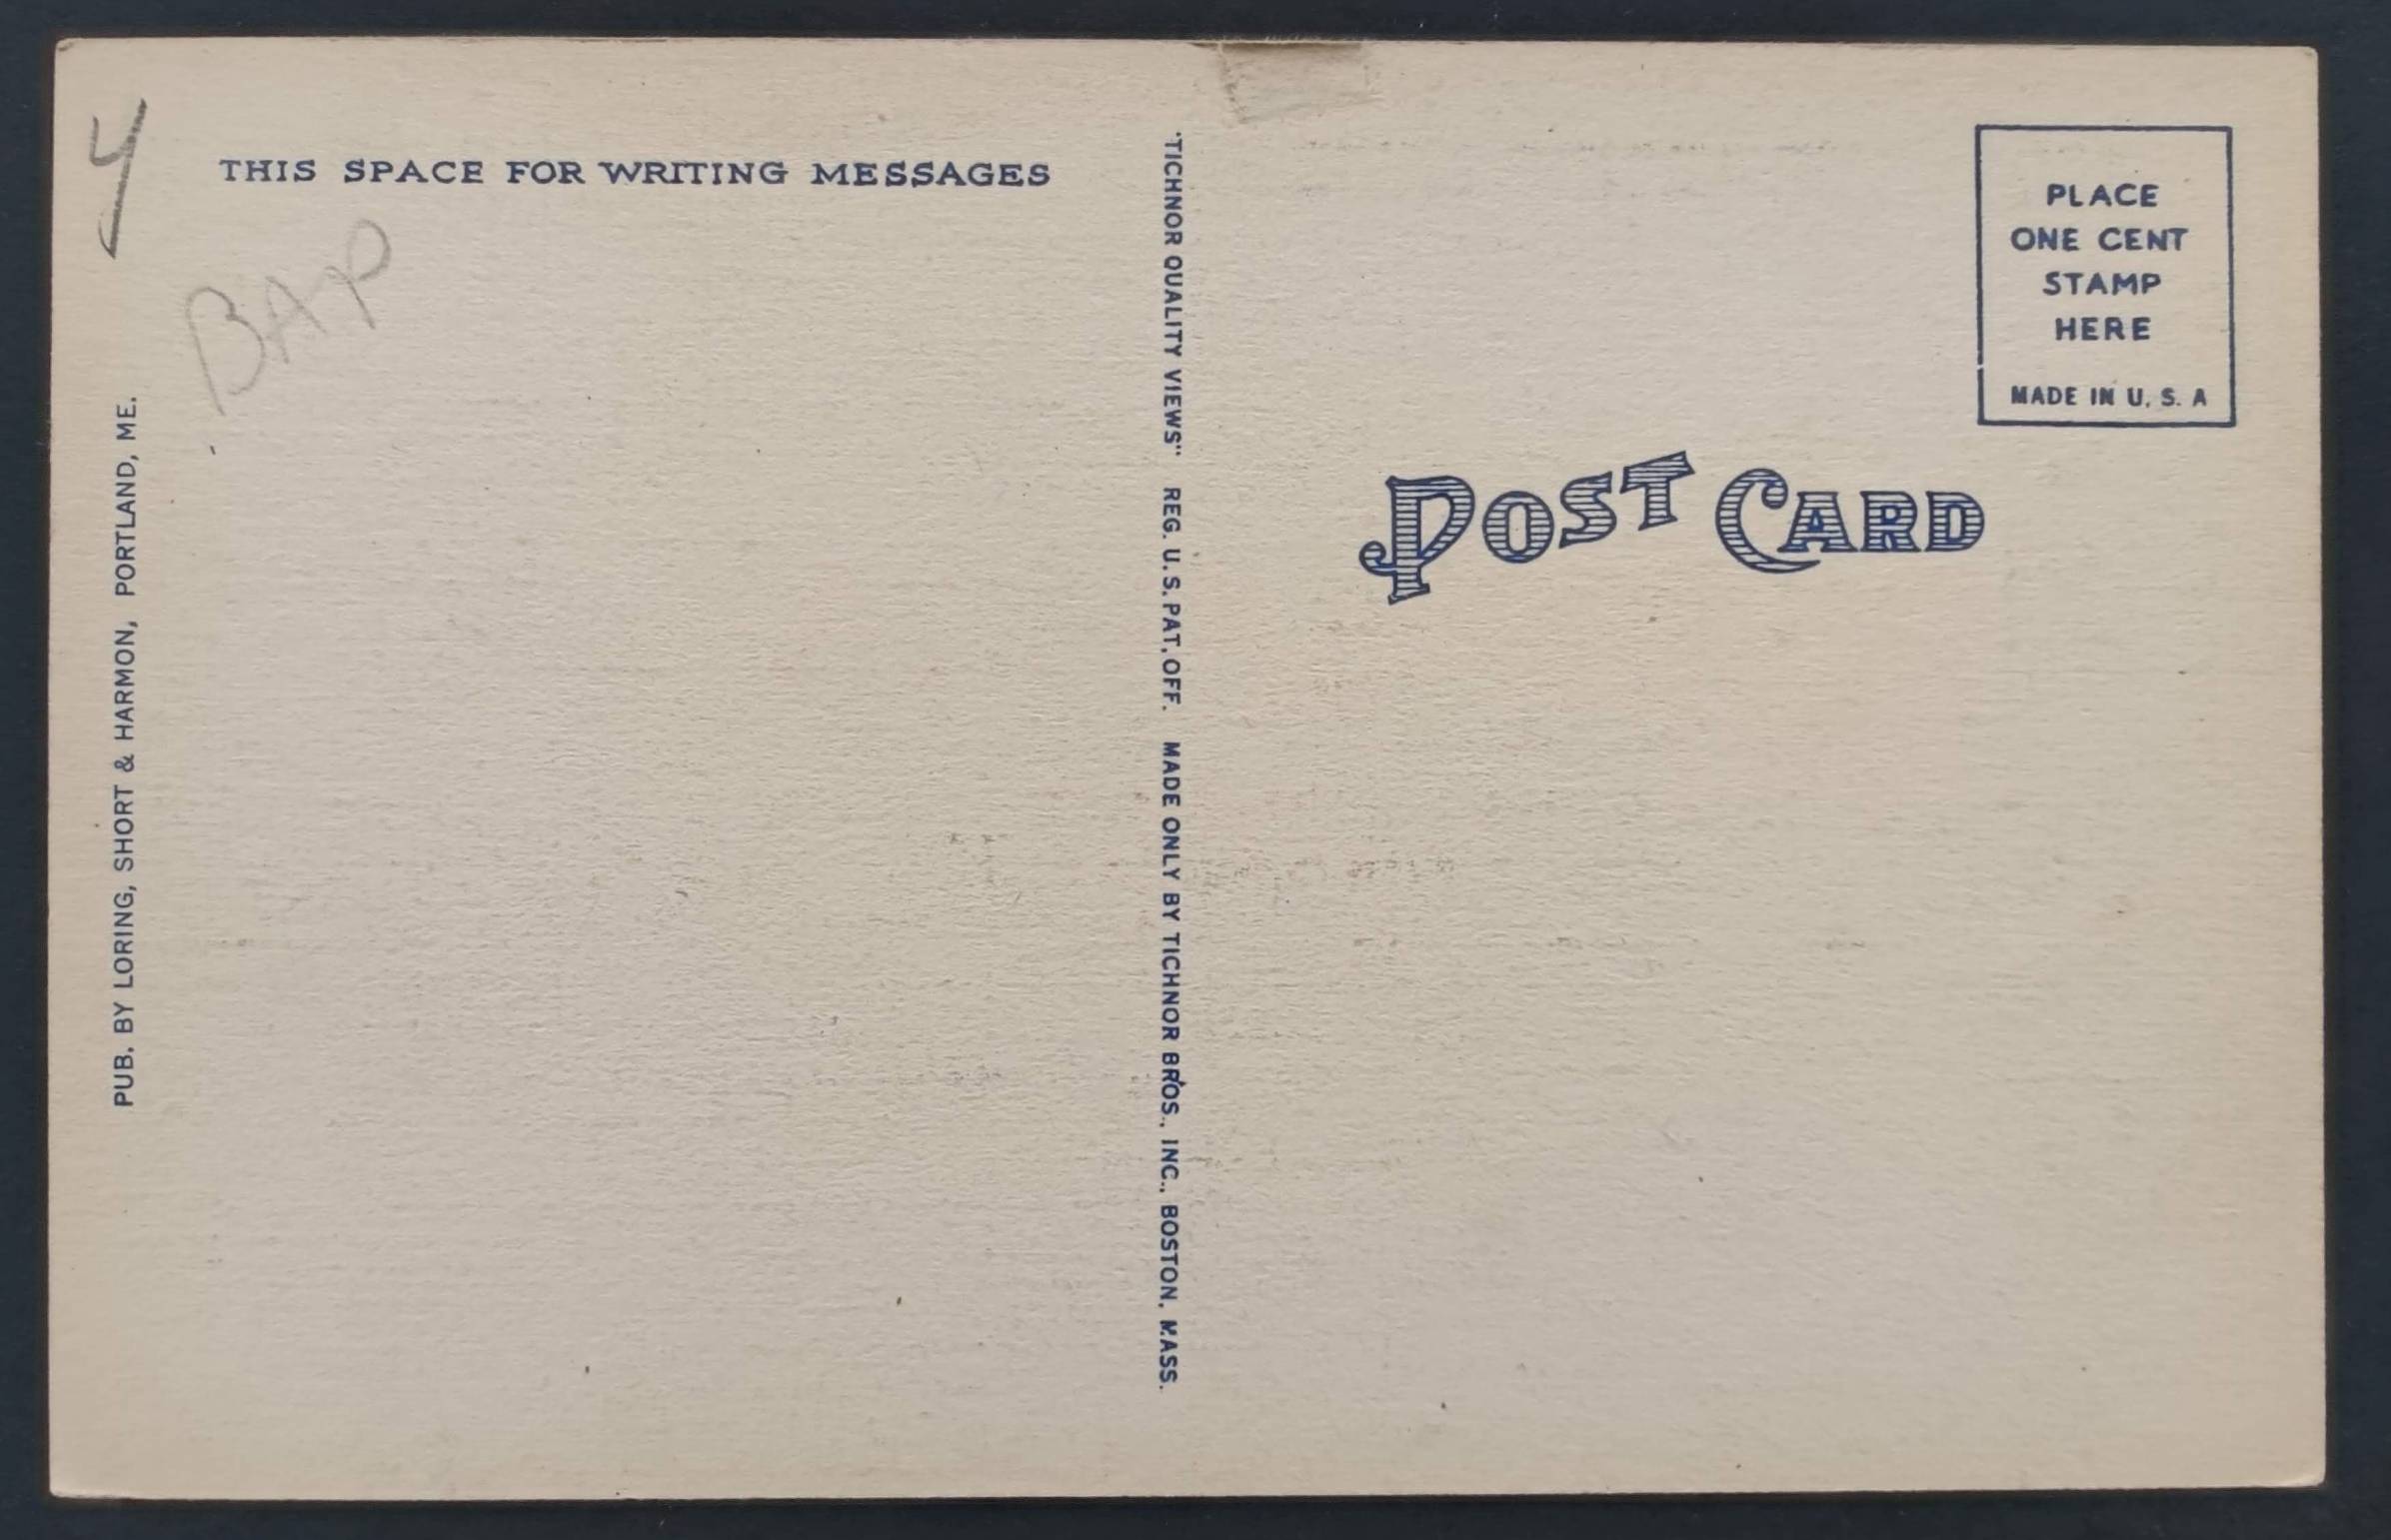 4
THIS SPACE FOR WRITING MESSAGES
BAP
PUB. BY LORING, SHORT & HARMON, PORTLAND, ME.
"TICHNOR QUALITY VIEWS" REG. U. S. PAT. OFF. MADE ONLY BY TICHNOR BROS., INC., BOSTON, MASS.
PLACE
ONE CENT
STAMP
HERE
MADE IN U. S. A
POST CARD